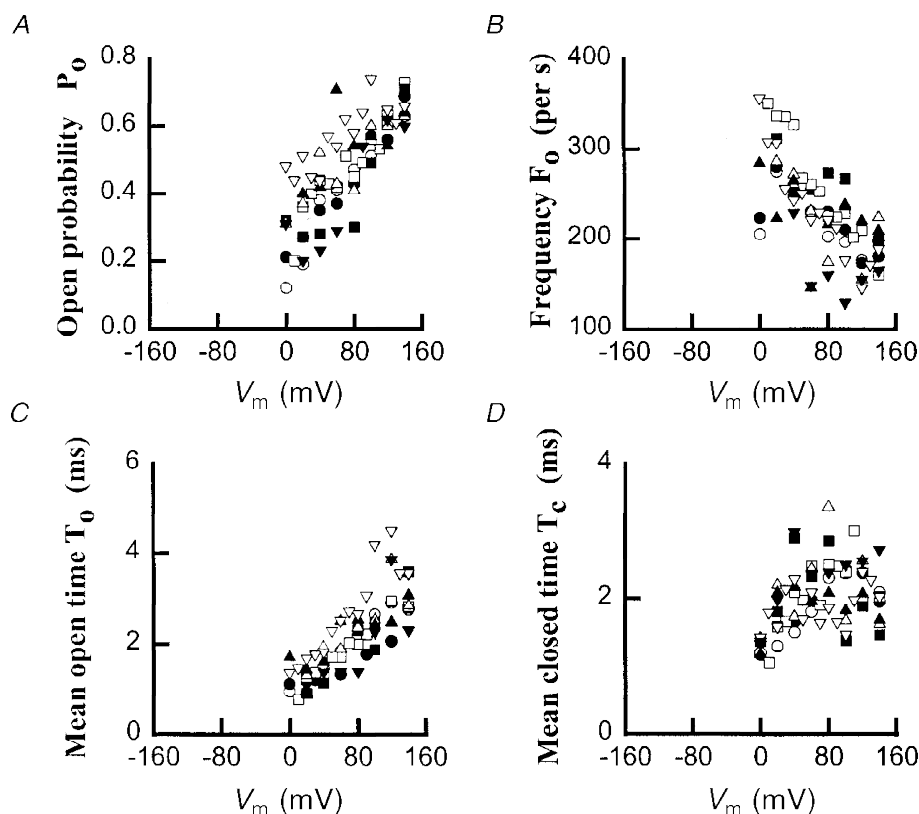 A
Open probability Po
0.8
0.6
0.4
0.2
0.0
-160 -80 0 80 160
Vm (mV)
B
Frequency Fo (per s)
400
300
200
100
-160 -80 0 80 160
Vm (mV)
C
Mean open time To (ms)
6
4
2
0
-160 -80 0 80 160
Vm (mV)
D
Mean closed time Tc (ms)
4
2
0
-160 -80 0 80 160
Vm (mV)